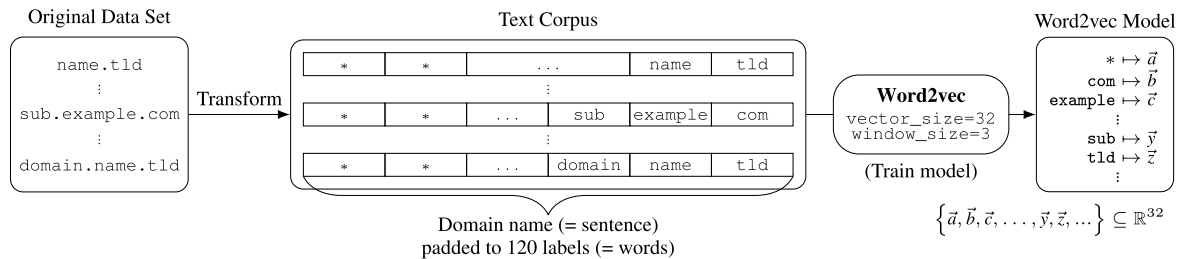 Original Data Set
name.tld
⋮
sub.example.com
⋮
domain.name.tld
Transform
Text Corpus
* * ... name tld
⋮
* * ... sub example com
⋮
* * ... domain name tld
Domain name (= sentence)
padded to 120 labels (= words)
Word2vec
vector_size=32
window_size=3
(Train model)
Word2vec Model
* ↦ a⃗
com ↦ b⃗
example ↦ c⃗
⋮
sub ↦ y⃗
tld ↦ z⃗
⋮
{a⃗, b⃗, c⃗, . . . , y⃗, z⃗, ...} ⊆ ℝ³²